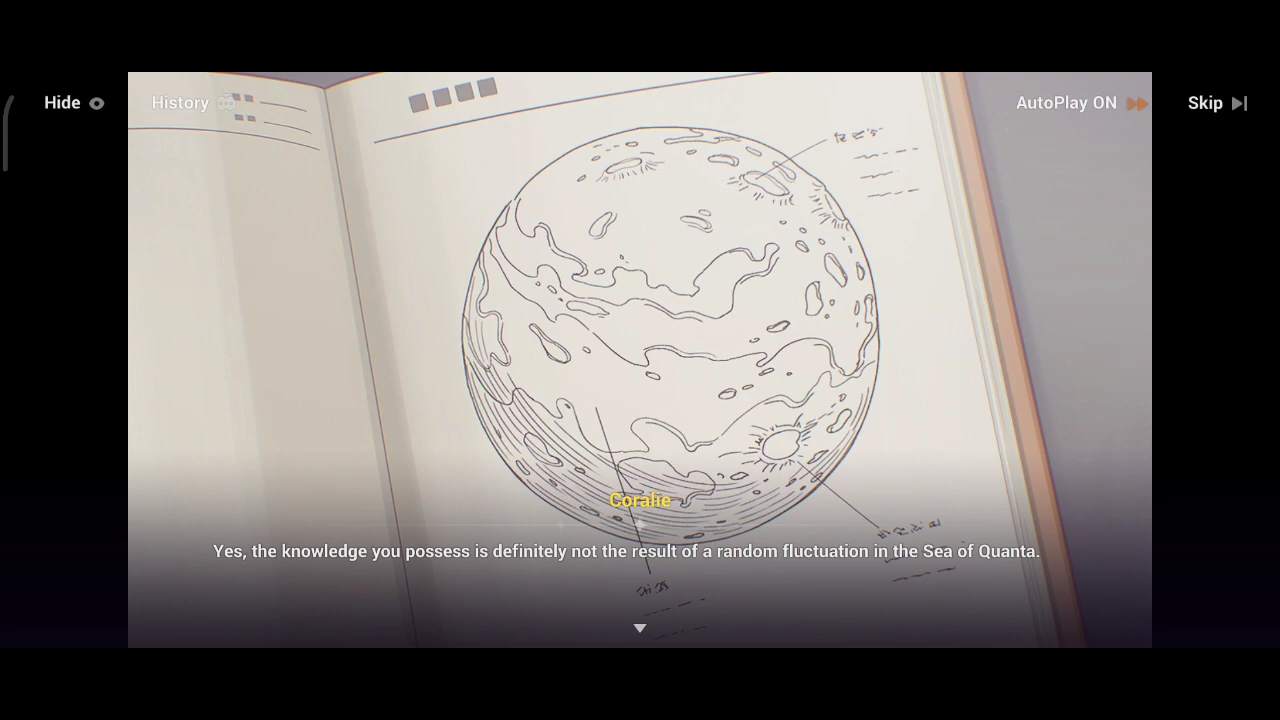 Hide
History
AutoPlay ON
Skip
Coralie
Yes, the knowledge you possess is definitely not the result of a random fluctuation in the Sea of Quanta.